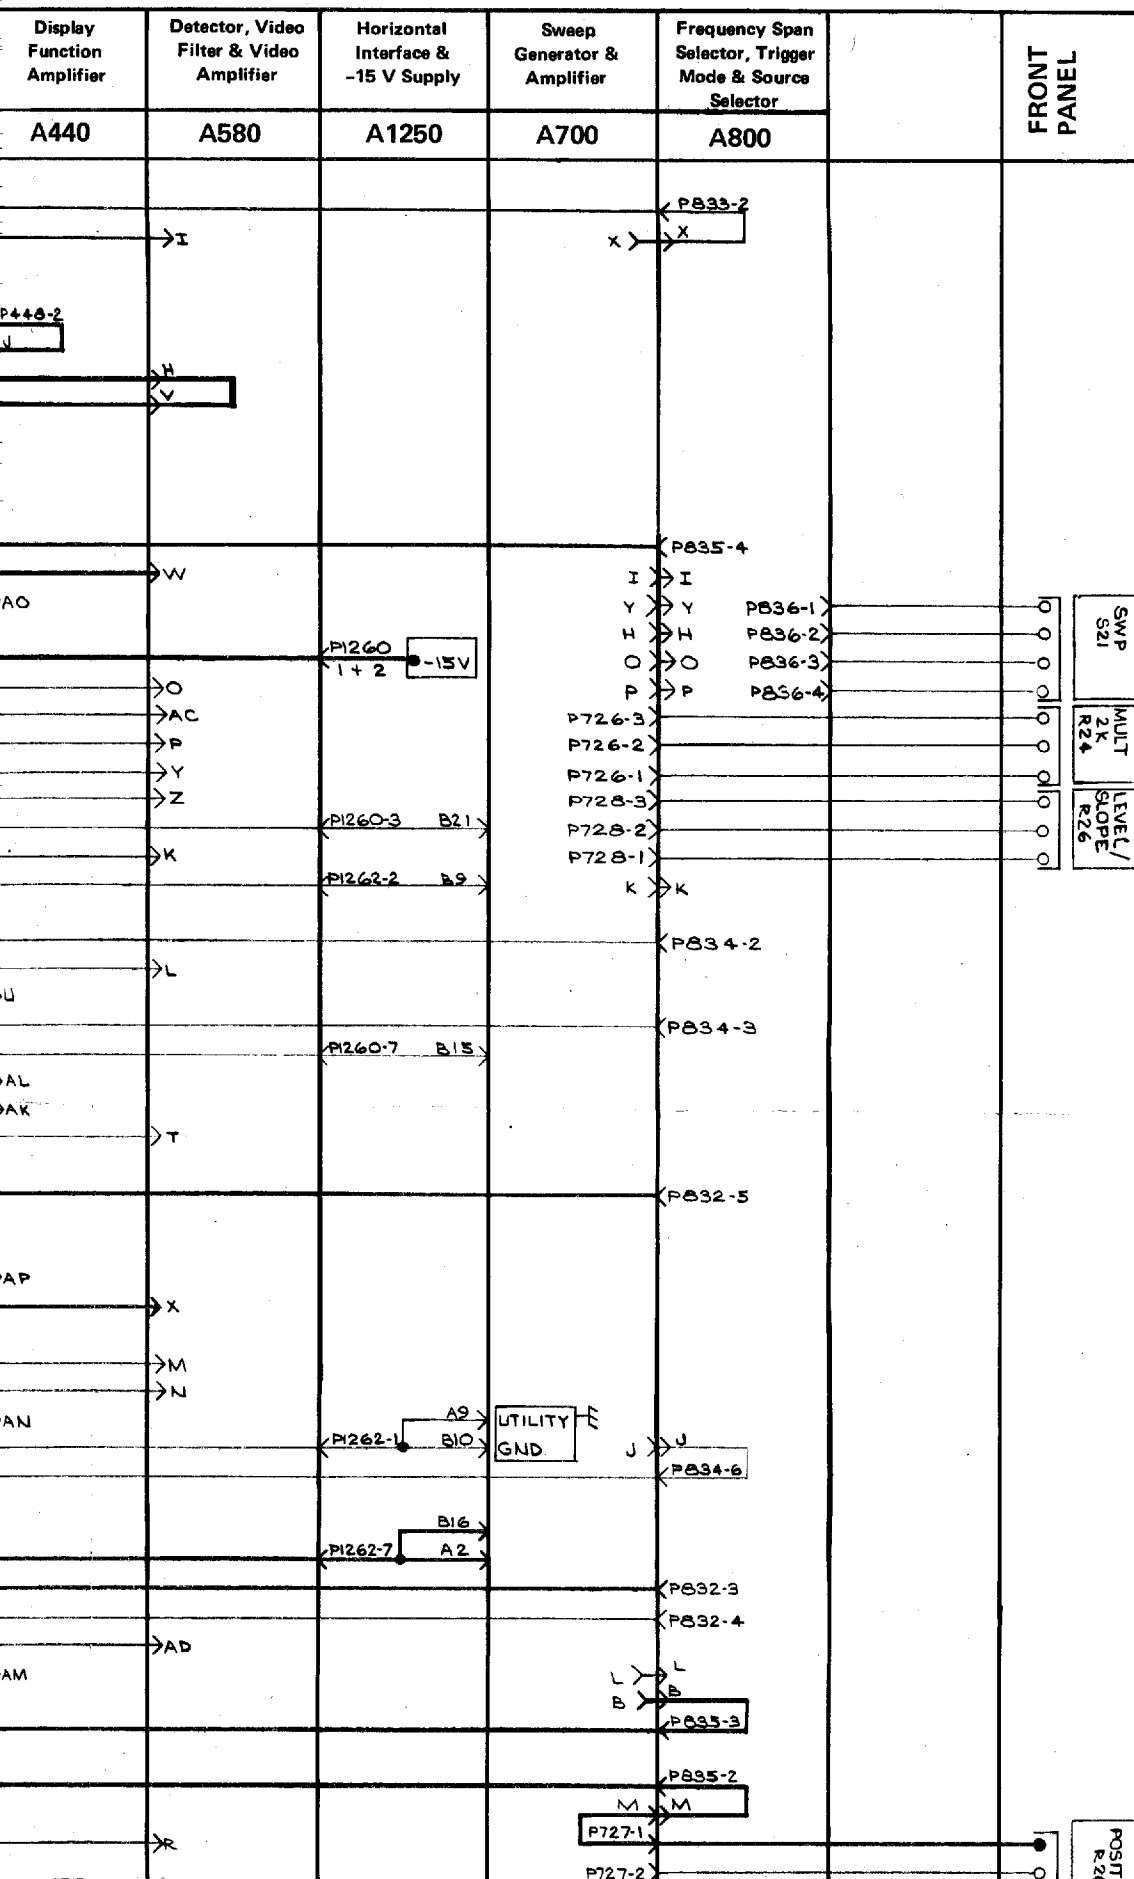 Display Function Amplifier
Detector, Video Filter & Video Amplifier
Horizontal Interface & -15 V Supply
Sweep Generator & Amplifier
Frequency Span Selector, Trigger Mode & Source Selector
FRONT PANEL
A440
A580
A1250
A700
A800
P833-2
I
X
X
P448-2
J
H
V
P835-4
W
I
I
AO
Y
Y
P836-1
H
H
P836-2
SWP
S21
P1260
1 + 2
-15V
O
O
P836-3
O
P
P
P836-4
AC
P726-3
P
P726-2
MULT
2K
R24
Y
P726-1
Z
P728-3
P1260-3
B21
P728-2
LEVEL/
SLOPE
R26
K
P728-1
P1262-2
B9
K
K
P834-2
L
U
P834-3
P1260-7
B15
AL
AK
T
P832-5
AP
X
M
N
AN
A9
UTILITY
P1262-1
B10
GND
J
J
P834-6
B16
P1262-7
A2
P832-3
P832-4
AD
AM
L
L
B
B
P835-3
P835-2
M
M
P727-1
R
P727-2